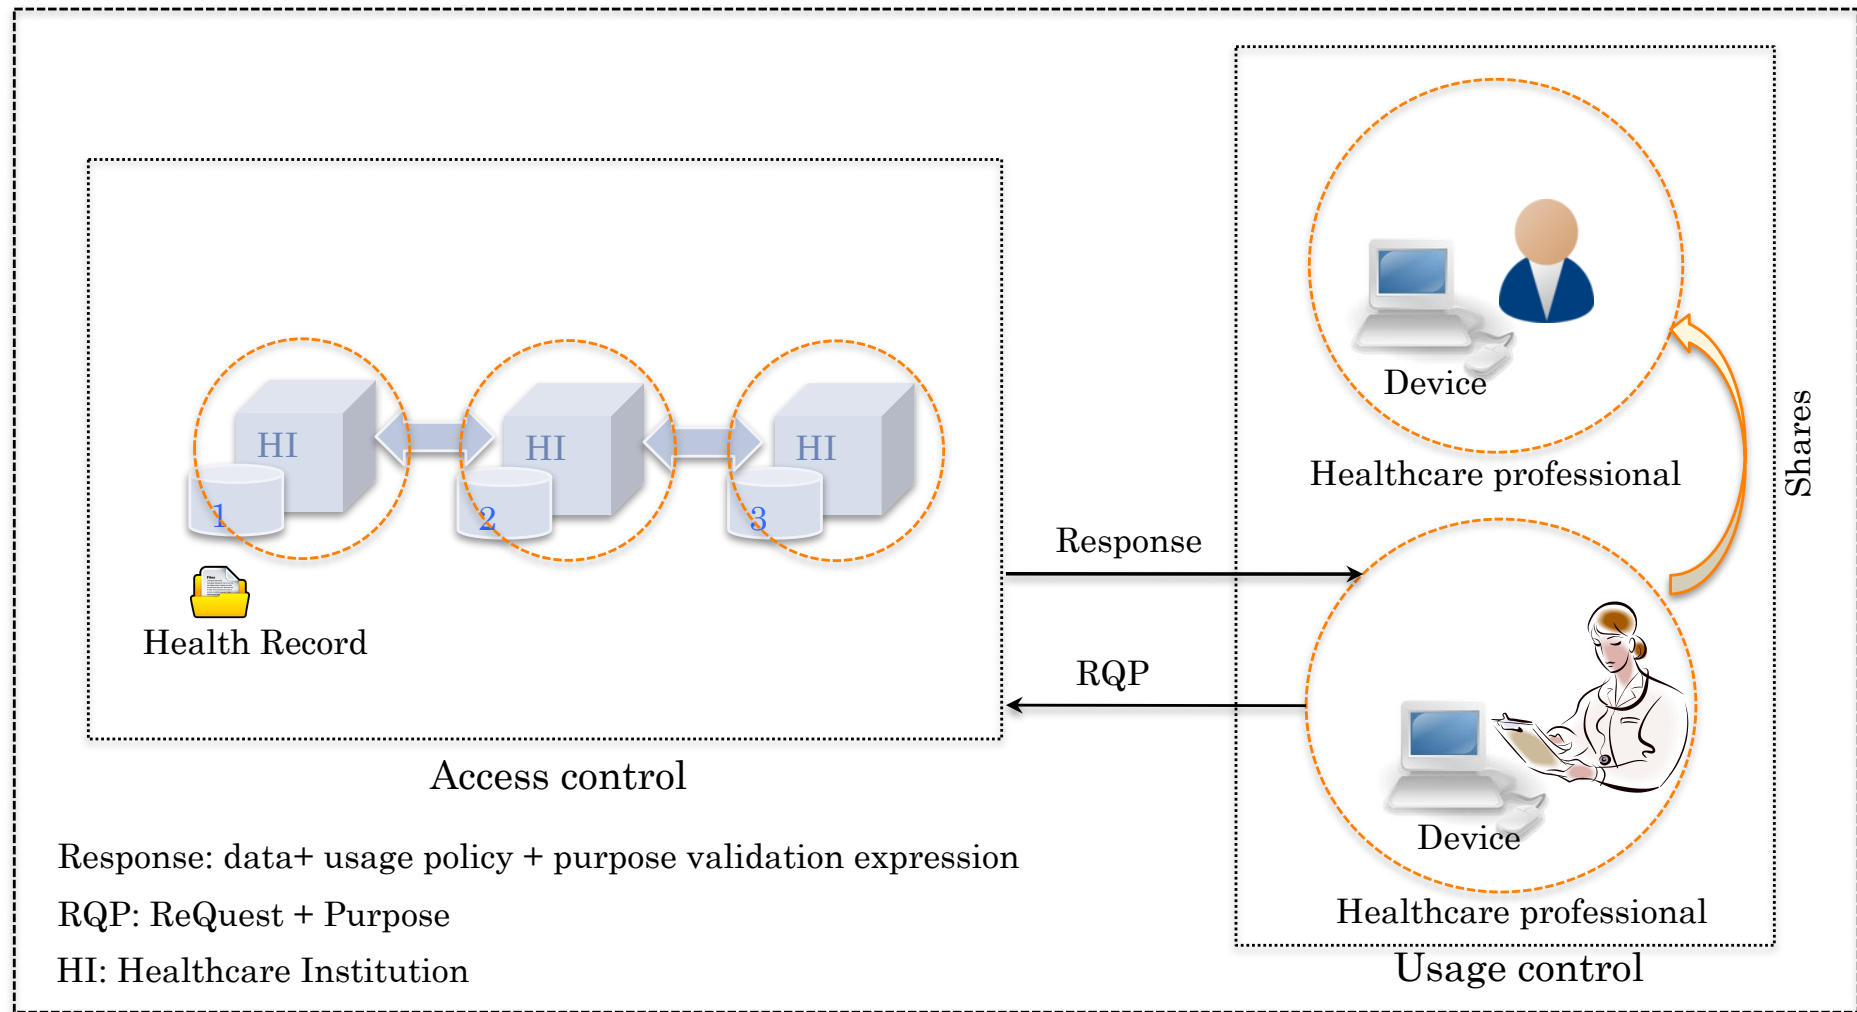 HI
HI
HI
1
2
3
Health Record
Access control
Response
RQP
Device
Healthcare professional
Shares
Device
Healthcare professional
Usage control
Response: data+ usage policy + purpose validation expression
RQP: ReQuest + Purpose
HI: Healthcare Institution